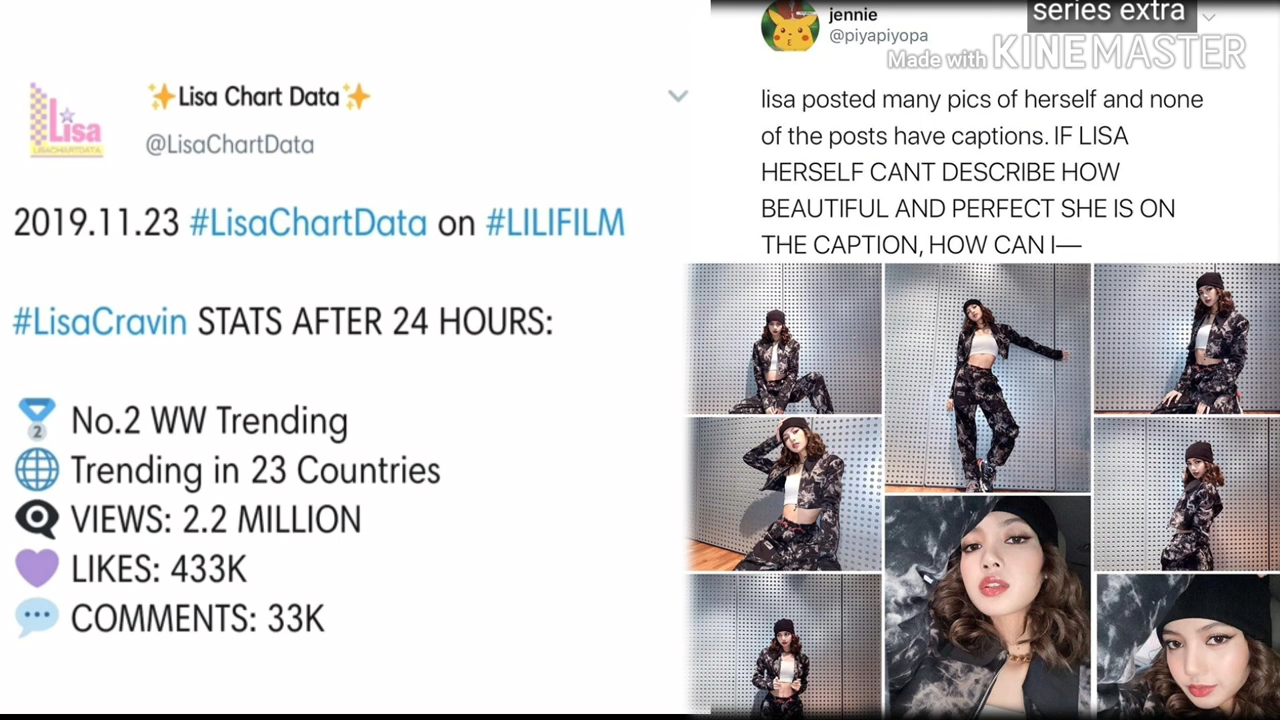 Lisa
LISACHARTDATA
✨Lisa Chart Data✨
@LisaChartData
2019.11.23 #LisaChartData on #LILIFILM
#LisaCravin STATS AFTER 24 HOURS:
2 No.2 WW Trending
Trending in 23 Countries
VIEWS: 2.2 MILLION
LIKES: 433K
COMMENTS: 33K
series extra
Made with KINEMASTER
jennie
@piyapiyopa
lisa posted many pics of herself and none
of the posts have captions. IF LISA
HERSELF CANT DESCRIBE HOW
BEAUTIFUL AND PERFECT SHE IS ON
THE CAPTION, HOW CAN I—